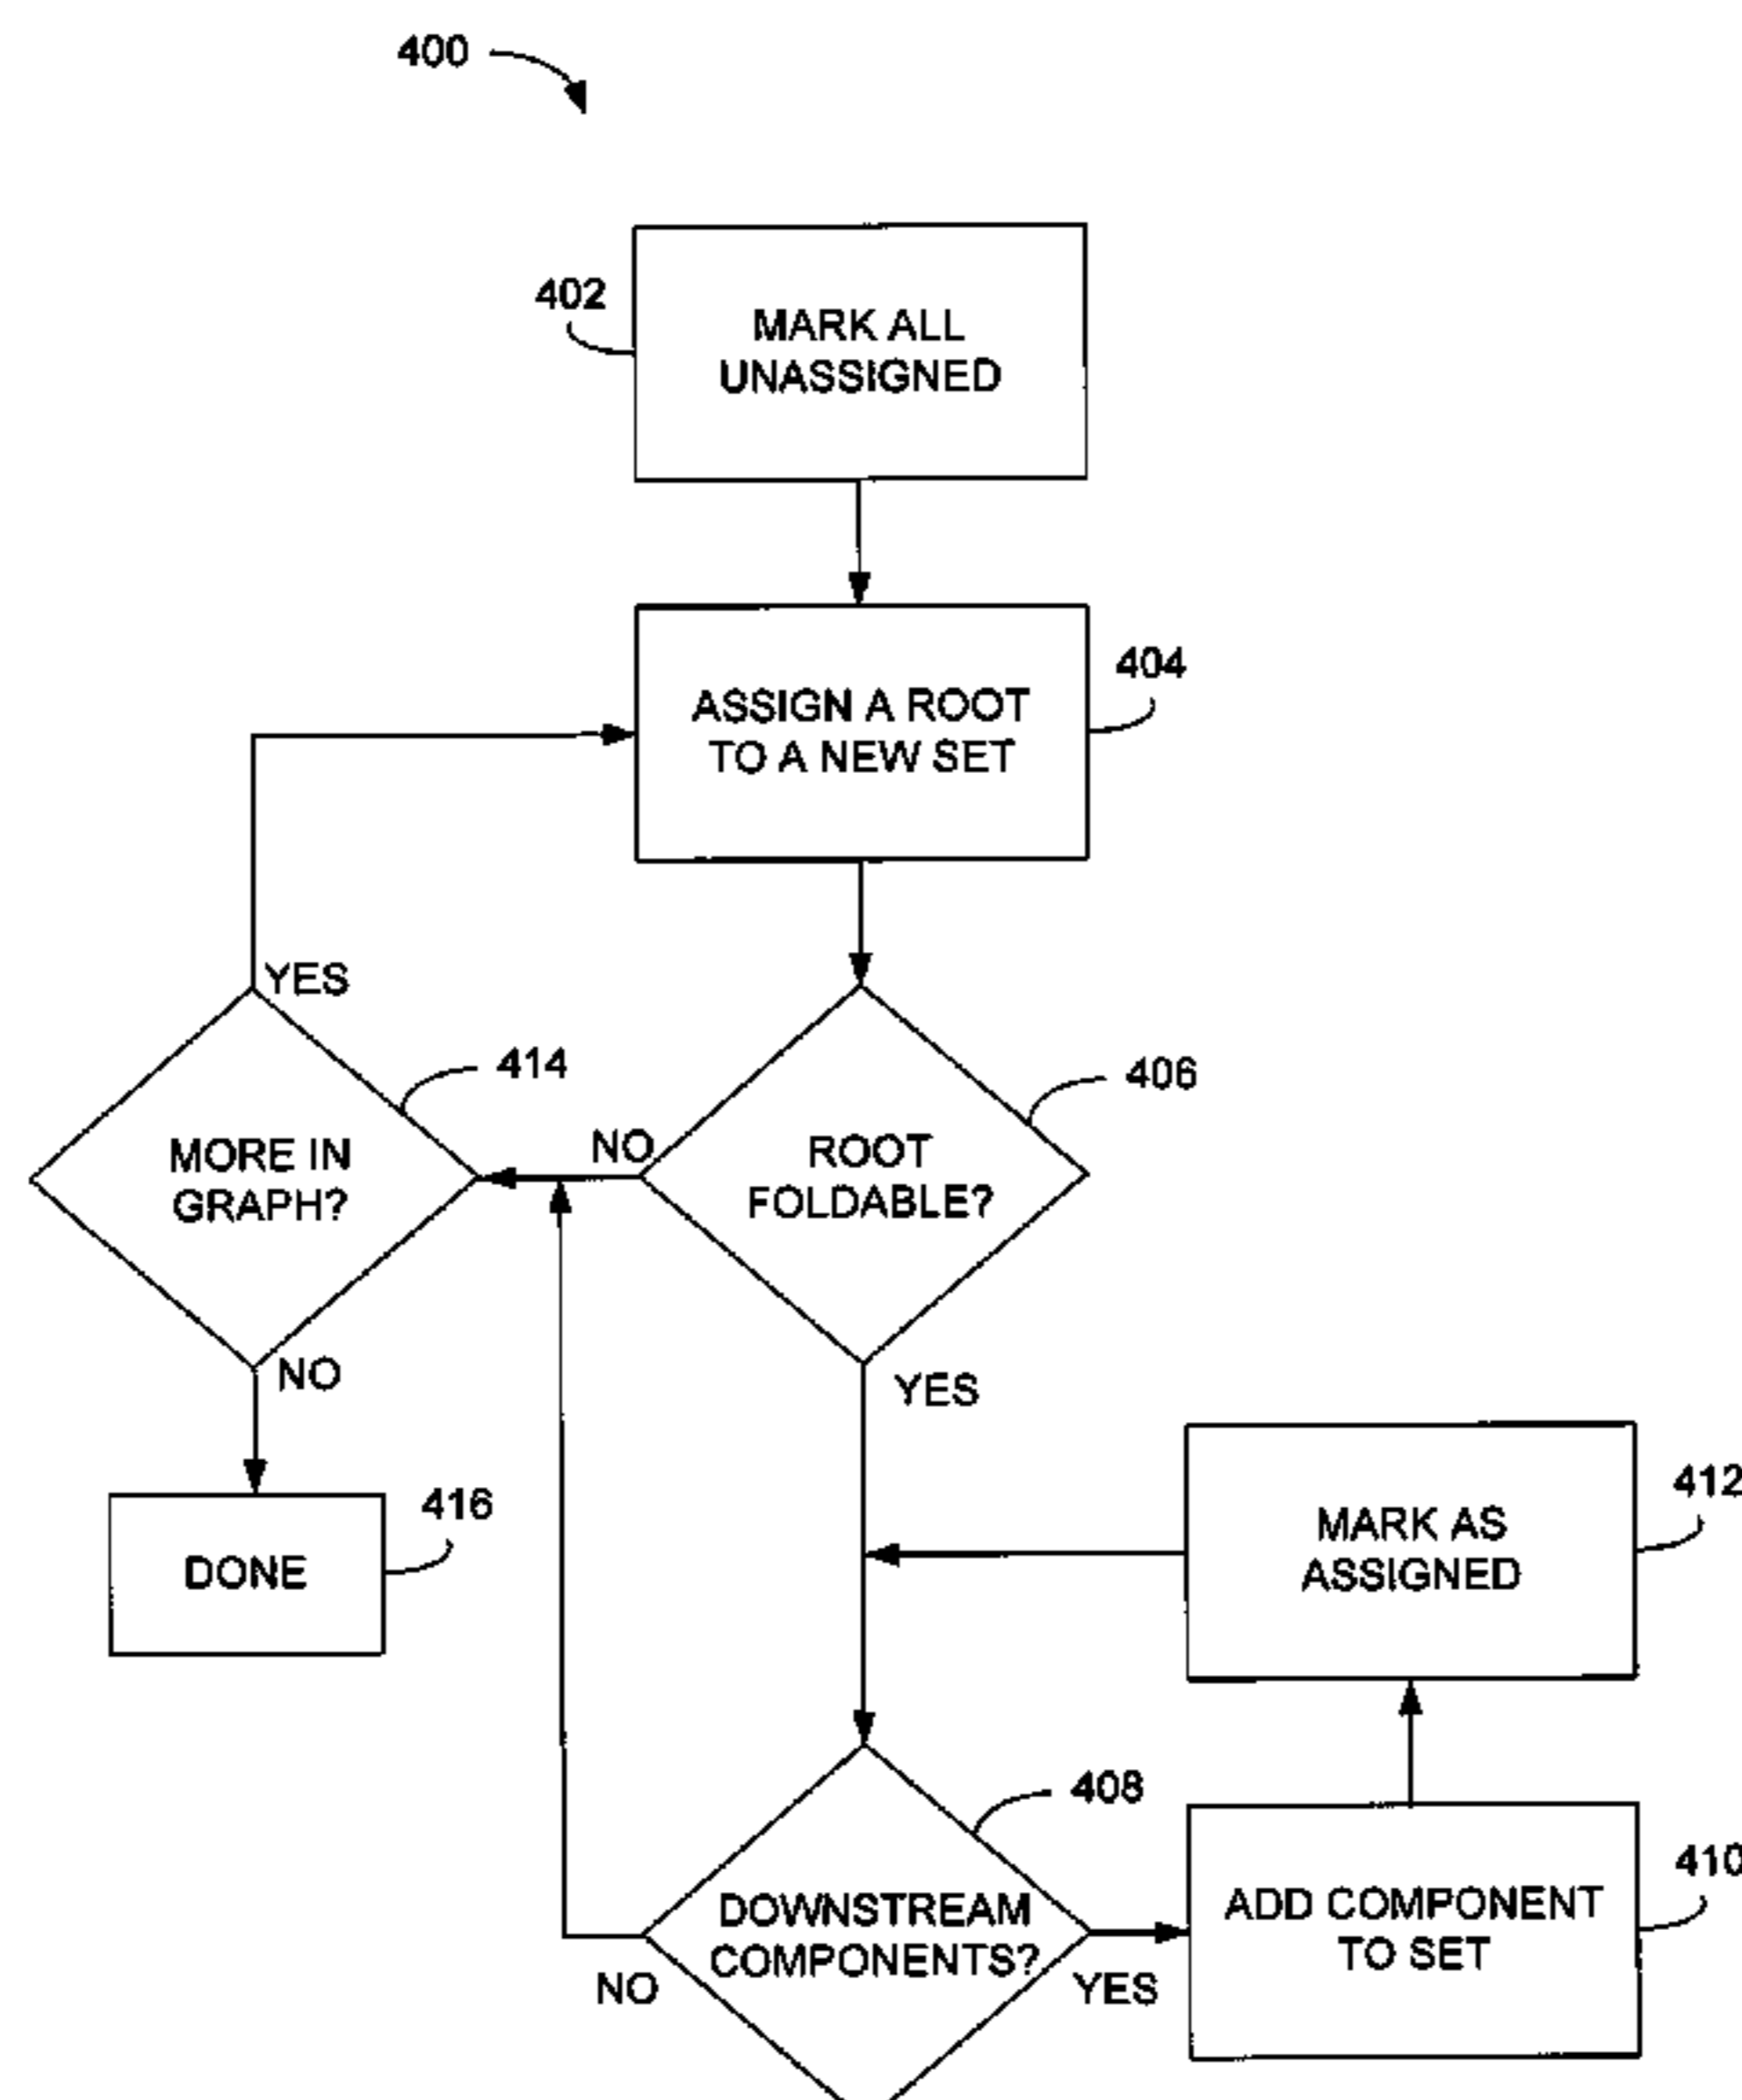 400
402
MARK ALL
UNASSIGNED
404
ASSIGN A ROOT
TO A NEW SET
YES
414
406
MORE IN
GRAPH?
NO
ROOT
FOLDABLE?
NO
YES
416
DONE
412
MARK AS
ASSIGNED
408
410
DOWNSTREAM
COMPONENTS?
ADD COMPONENT
TO SET
NO
YES